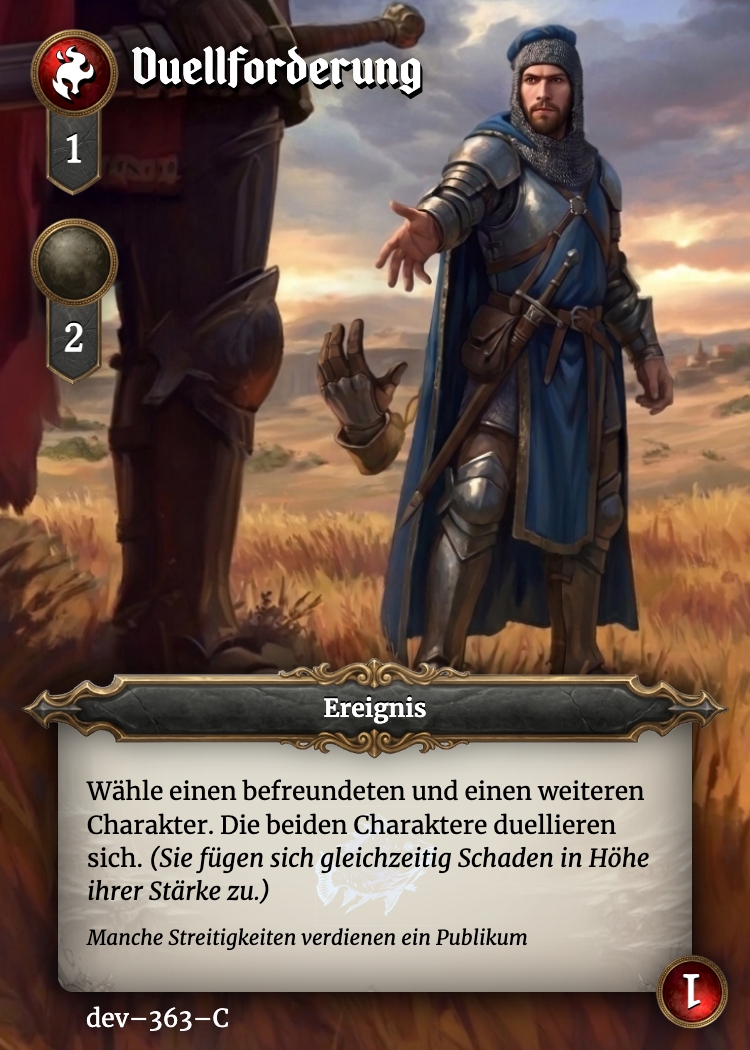 Duellforderung
1
2
Ereignis
Wähle einen befreundeten und einen weiteren
Charakter. Die beiden Charaktere duellieren
sich. (Sie fügen sich gleichzeitig Schaden in Höhe
ihrer Stärke zu.)
Manche Streitigkeiten verdienen ein Publikum
1
dev–363–C